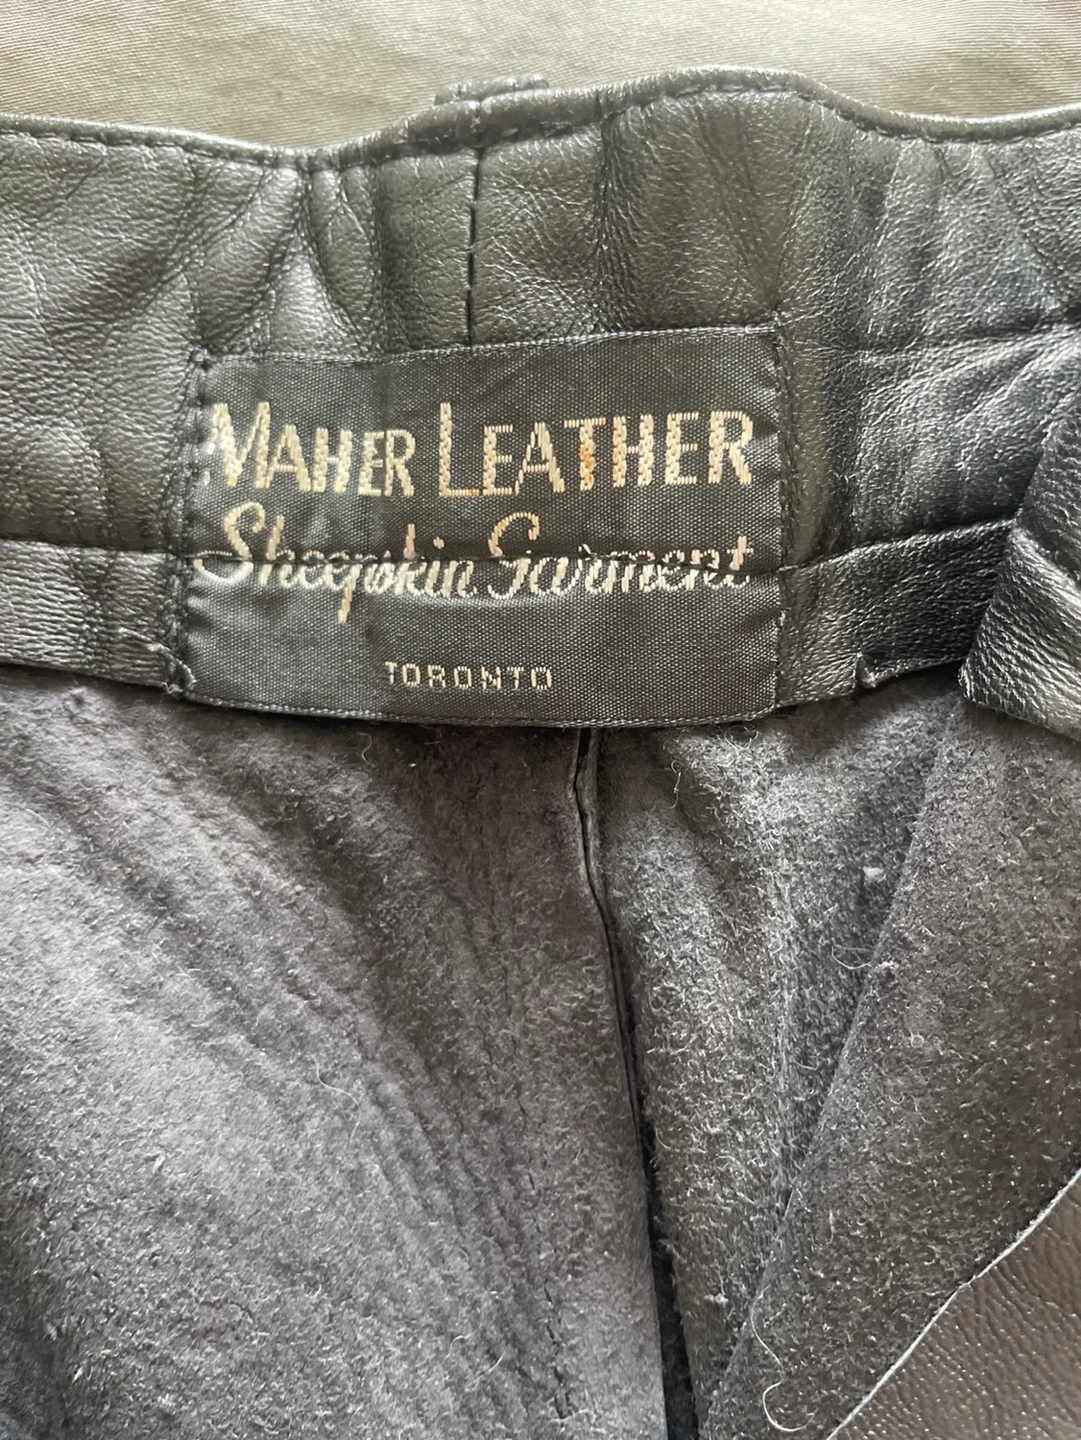 MAHER LEATHER
Sheepskin Garment
TORONTO